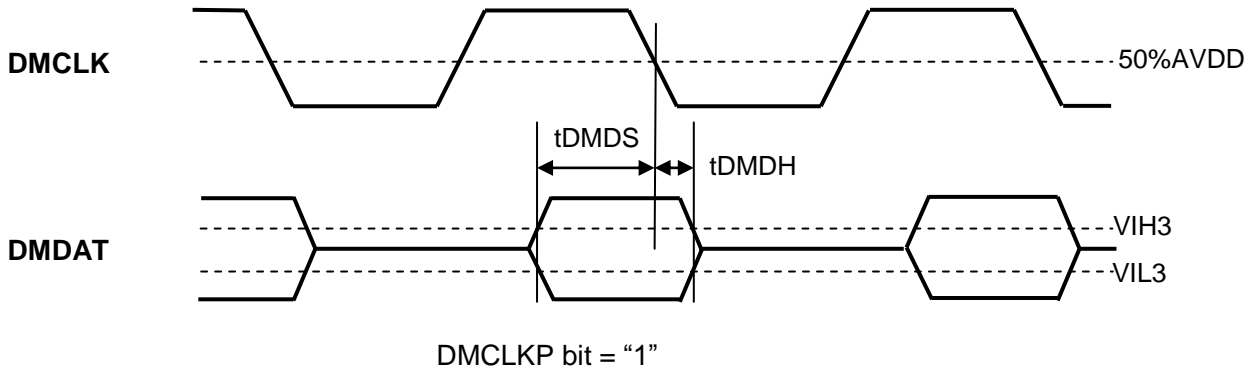 DMCLK
50%AVDD
tDMDS
tDMDH
DMDAT
VIH3
VIL3
DMCLKP bit = “1”